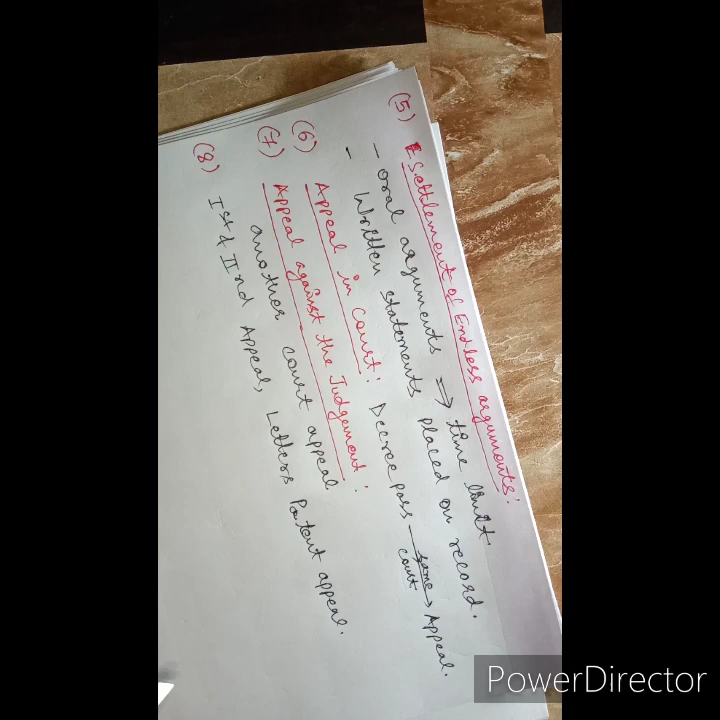 (5) Settlement of Endless arguments:
- oral arguments ⇒ time limit.
- Written statements placed on record.
(6) Appeal in court: Decree pass same court → Appeal.
(7) Appeal against the Judgement:
another court appeal
(8) Ist & IInd Appeal, Letters Patent appeal.
PowerDirector